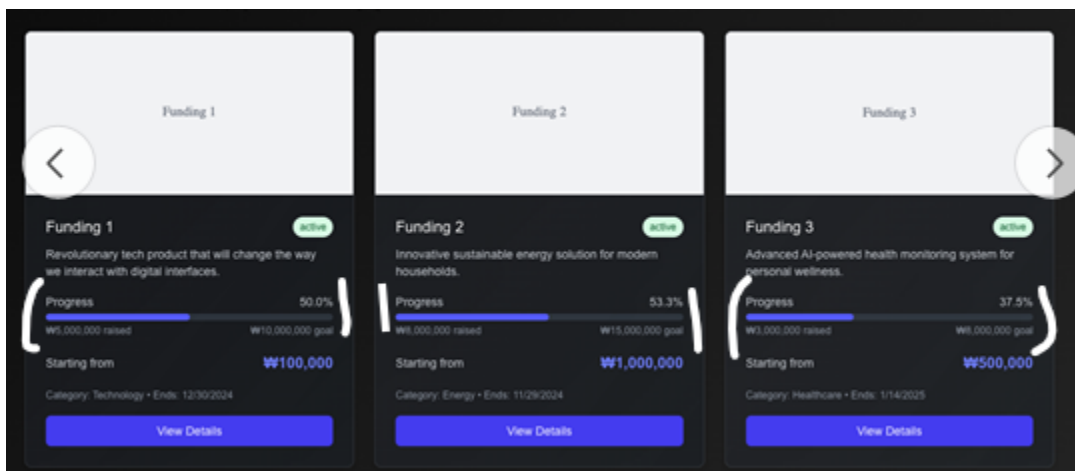 Funding 1
Funding 2
Funding 3
Funding 1
active
Revolutionary tech product that will change the way
we interact with digital interfaces.
Progress
50.0%
₩5,000,000 raised
₩10,000,000 goal
Starting from
₩100,000
Category: Technology • Ends: 12/30/2024
View Details
Funding 2
active
Innovative sustainable energy solution for modern
households.
Progress
53.3%
₩8,000,000 raised
₩15,000,000 goal
Starting from
₩1,000,000
Category: Energy • Ends: 11/29/2024
View Details
Funding 3
active
Advanced AI-powered health monitoring system for
personal wellness.
Progress
37.5%
₩3,000,000 raised
₩8,000,000 goal
Starting from
₩500,000
Category: Healthcare • Ends: 1/14/2025
View Details